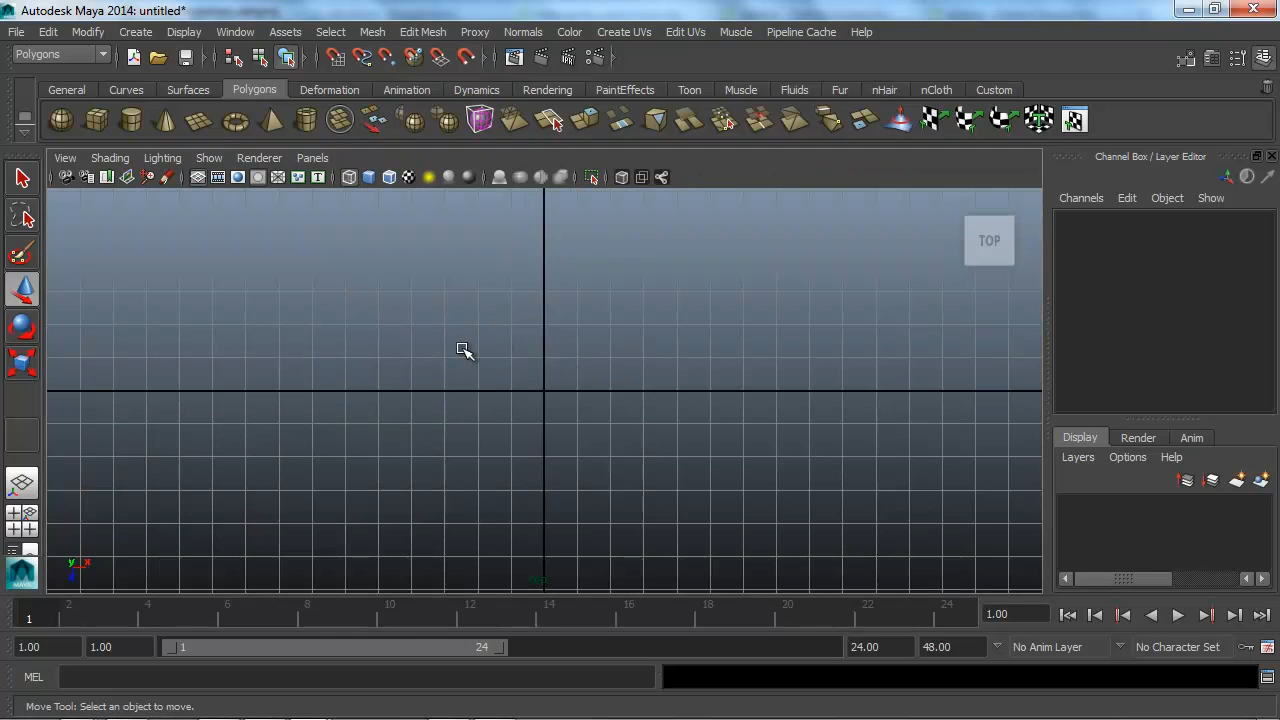 Autodesk Maya 2014: untitled*
File Edit Modify Create Display Window Assets Select Mesh Edit Mesh Proxy Normals Color Create UVs Edit UVs Muscle Pipeline Cache Help
Polygons
General Curves Surfaces Polygons Deformation Animation Dynamics Rendering PaintEffects Toon Muscle Fluids Fur nHair nCloth Custom
View Shading Lighting Show Renderer Panels
Channel Box / Layer Editor
Channels Edit Object Show
TOP
Display Render Anim
Layers Options Help
y x
top
2 4 6 8 10 12 14 16 18 20 22 24
1
1.00
1.00 1.00 1 24 24.00 48.00 No Anim Layer No Character Set
MEL
Move Tool: Select an object to move.